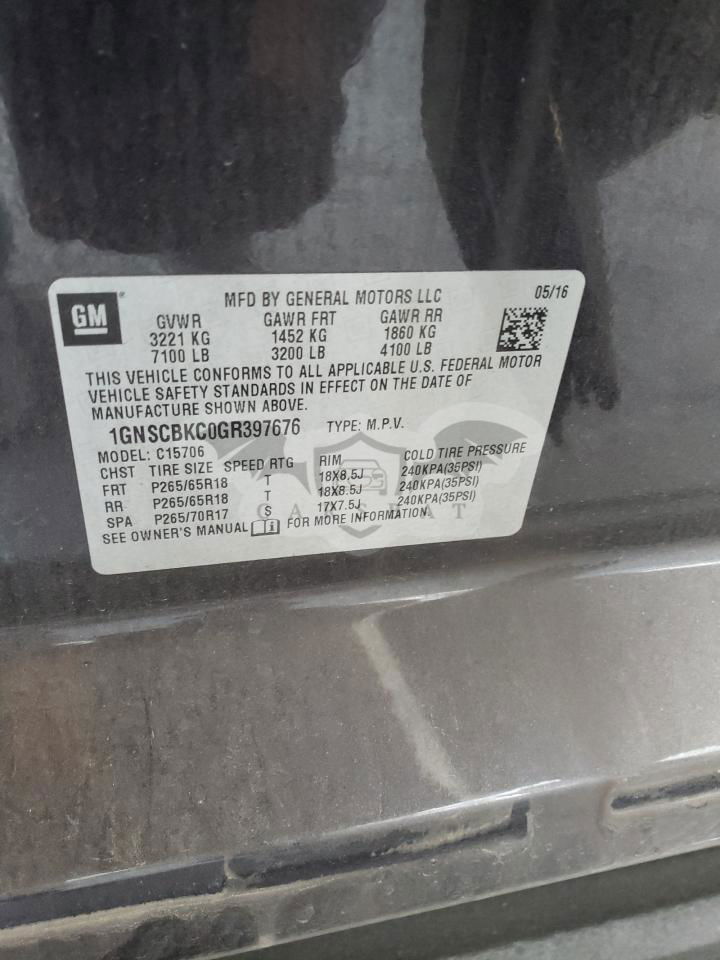 GM
MFD BY GENERAL MOTORS LLC 05/16
GVWR GAWR FRT GAWR RR
3221 KG 1452 KG 1860 KG
7100 LB 3200 LB 4100 LB
THIS VEHICLE CONFORMS TO ALL APPLICABLE U.S. FEDERAL MOTOR
VEHICLE SAFETY STANDARDS IN EFFECT ON THE DATE OF
MANUFACTURE SHOWN ABOVE.
1GNSCBKC0GR397676 TYPE: M.P.V.
MODEL: C15706
CHST TIRE SIZE SPEED RTG RIM COLD TIRE PRESSURE
FRT P265/65R18 T 18X8.5J 240KPA(35PSI)
RR P265/65R18 T 18X8.5J 240KPA(35PSI)
SPA P265/70R17 S 17X7.5J 240KPA(35PSI)
SEE OWNER'S MANUAL FOR MORE INFORMATION.